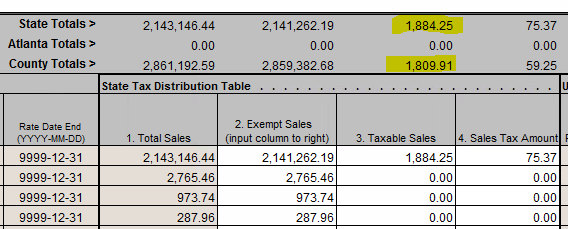 State Totals > 2,143,146.44 2,141,262.19 1,884.25 75.37
Atlanta Totals > 0.00 0.00 0.00 0.00
County Totals > 2,861,192.59 2,859,382.68 1,809.91 59.25
State Tax Distribution Table . . . . . . . . . . . . . . . . . . . . . . . . . . U
Rate Date End
(YYYY-MM-DD) 1. Total Sales 2. Exempt Sales
(input column to right) 3. Taxable Sales 4. Sales Tax Amount
9999-12-31 2,143,146.44 2,141,262.19 1,884.25 75.37
9999-12-31 2,765.46 2,765.46 0.00 0.00
9999-12-31 973.74 973.74 0.00 0.00
9999-12-31 287.96 287.96 0.00 0.00